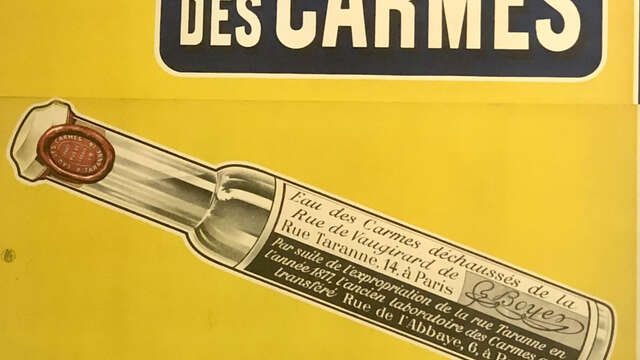 DES CARMES
Eau des Carmes déchaussés de la
Rue de Vaugirard de
Rue Taranne, 14, à Paris
Boyer
Par suite de l'expropriation de la rue Taranne en
l'année 1877, l'ancien laboratoire des Carmes
transféré Rue de l'Abbaye, 6, à